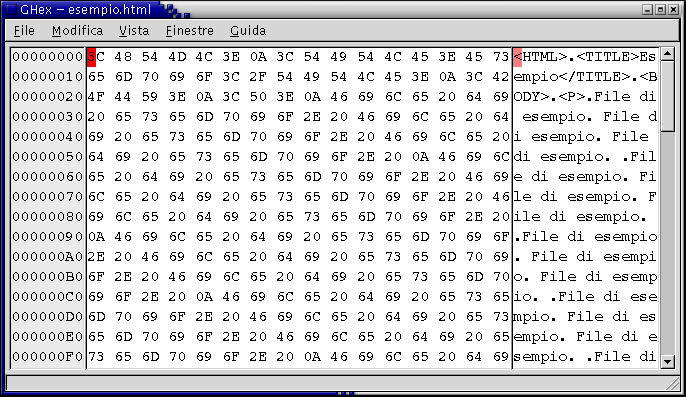 GHex – esempio.html
File Modifica Vista Finestre Guida
00000000 3C 48 54 4D 4C 3E 0A 3C 54 49 54 4C 45 3E 45 73 <HTML>.<TITLE>Es
00000010 65 6D 70 69 6F 3C 2F 54 49 54 4C 45 3E 0A 3C 42 empio</TITLE>.<B
00000020 4F 44 59 3E 0A 3C 50 3E 0A 46 69 6C 65 20 64 69 ODY>.<P>.File di
00000030 20 65 73 65 6D 70 69 6F 2E 20 46 69 6C 65 20 64 esempio. File d
00000040 69 20 65 73 65 6D 70 69 6F 2E 20 46 69 6C 65 20 i esempio. File
00000050 64 69 20 65 73 65 6D 70 69 6F 2E 20 0A 46 69 6C di esempio. .Fil
00000060 65 20 64 69 20 65 73 65 6D 70 69 6F 2E 20 46 69 e di esempio. Fi
00000070 6C 65 20 64 69 20 65 73 65 6D 70 69 6F 2E 20 46 le di esempio. F
00000080 69 6C 65 20 64 69 20 65 73 65 6D 70 69 6F 2E 20 ile di esempio.
00000090 0A 46 69 6C 65 20 64 69 20 65 73 65 6D 70 69 6F .File di esempio
000000A0 2E 20 46 69 6C 65 20 64 69 20 65 73 65 6D 70 69 . File di esempi
000000B0 6F 2E 20 46 69 6C 65 20 64 69 20 65 73 65 6D 70 o. File di esemp
000000C0 69 6F 2E 20 0A 46 69 6C 65 20 64 69 20 65 73 65 io. .File di ese
000000D0 6D 70 69 6F 2E 20 46 69 6C 65 20 64 69 20 65 73 mpio. File di es
000000E0 65 6D 70 69 6F 2E 20 46 69 6C 65 20 64 69 20 65 empio. File di e
000000F0 73 65 6D 70 69 6F 2E 20 0A 46 69 6C 65 20 64 69 sempio. .File di